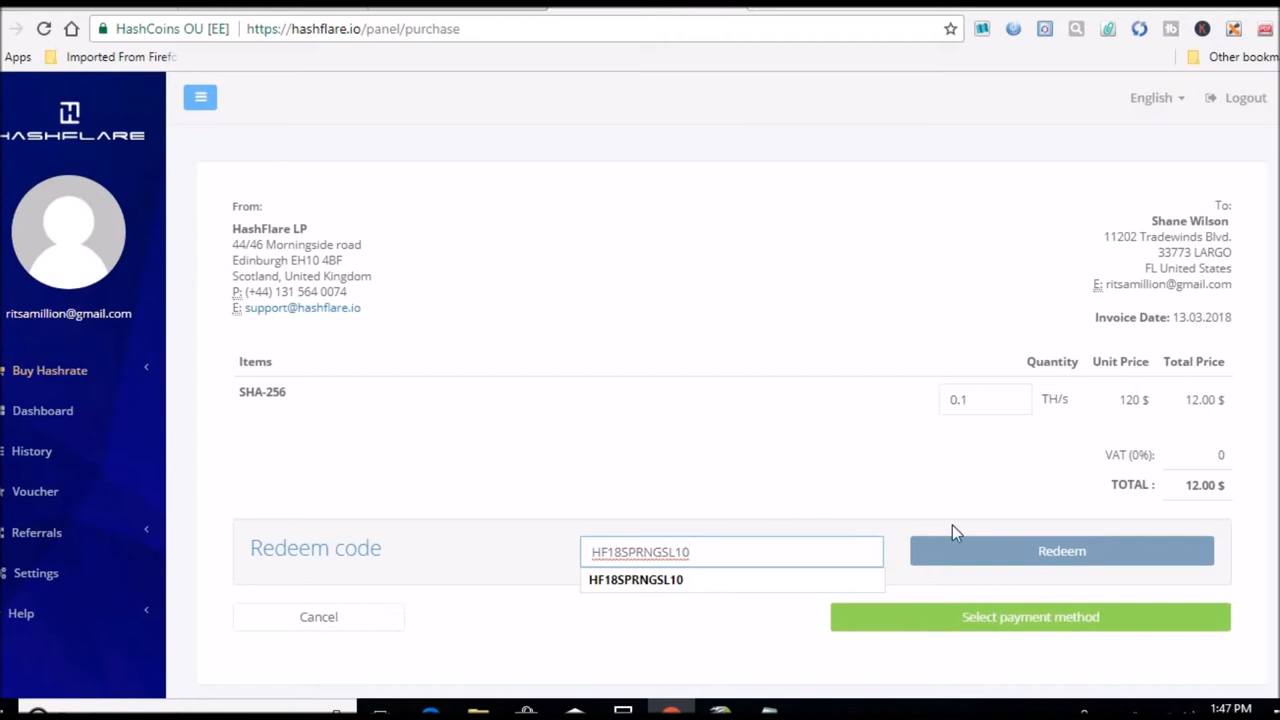 HashCoins OU [EE] https://hashflare.io/panel/purchase
Apps Imported From Firefo Other bookm
HASHFLARE
English Logout
ritsamillion@gmail.com
Buy Hashrate
Dashboard
History
Voucher
Referrals
Settings
Help
From:
HashFlare LP
44/46 Morningside road
Edinburgh EH10 4BF
Scotland, United Kingdom
P: (+44) 131 564 0074
E: support@hashflare.io
To:
Shane Wilson
11202 Tradewinds Blvd.
33773 LARGO
FL United States
E: ritsamillion@gmail.com
Invoice Date: 13.03.2018
Items Quantity Unit Price Total Price
SHA-256 0.1 TH/s 120 $ 12.00 $
VAT (0%): 0
TOTAL : 12.00 $
Redeem code HF18SPRNGSL10 Redeem
HF18SPRNGSL10
Cancel Select payment method
1:47 PM